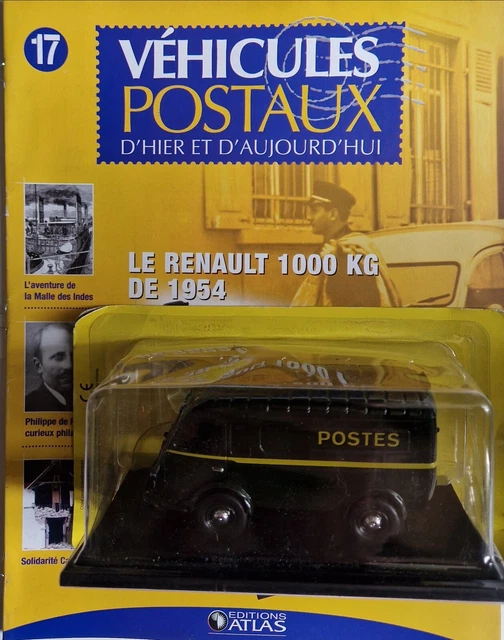 17
VÉHICULES
POSTAUX
D'HIER ET D'AUJOURD'HUI
LE RENAULT 1000 KG
DE 1954
L'aventure de
la Malle des Indes
Philippe de
curieux
Solidarité
CE
POSTES
EDITIONS
ATLAS